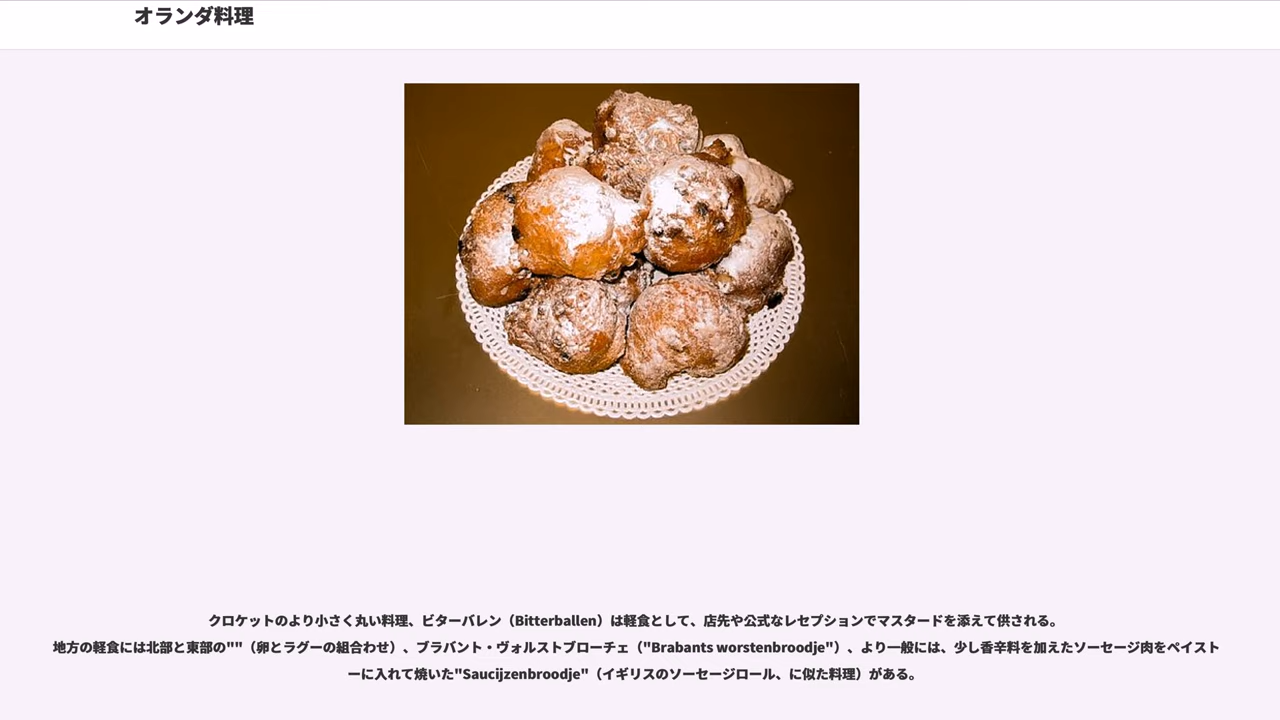 オランダ料理
クロケットのより小さく丸い料理、ビターバレン（Bitterballen）は軽食として、店先や公式なレセプションでマスタードを添えて供される。
地方の軽食には北部と東部の""（卵とラグーの組合わせ）、ブラバント・ヴォルストブローチェ（"Brabants worstenbroodje"）、より一般には、少し香辛料を加えたソーセージ肉をペイスト
ーに入れて焼いた"Saucijzenbroodje"（イギリスのソーセージロール、に似た料理）がある。